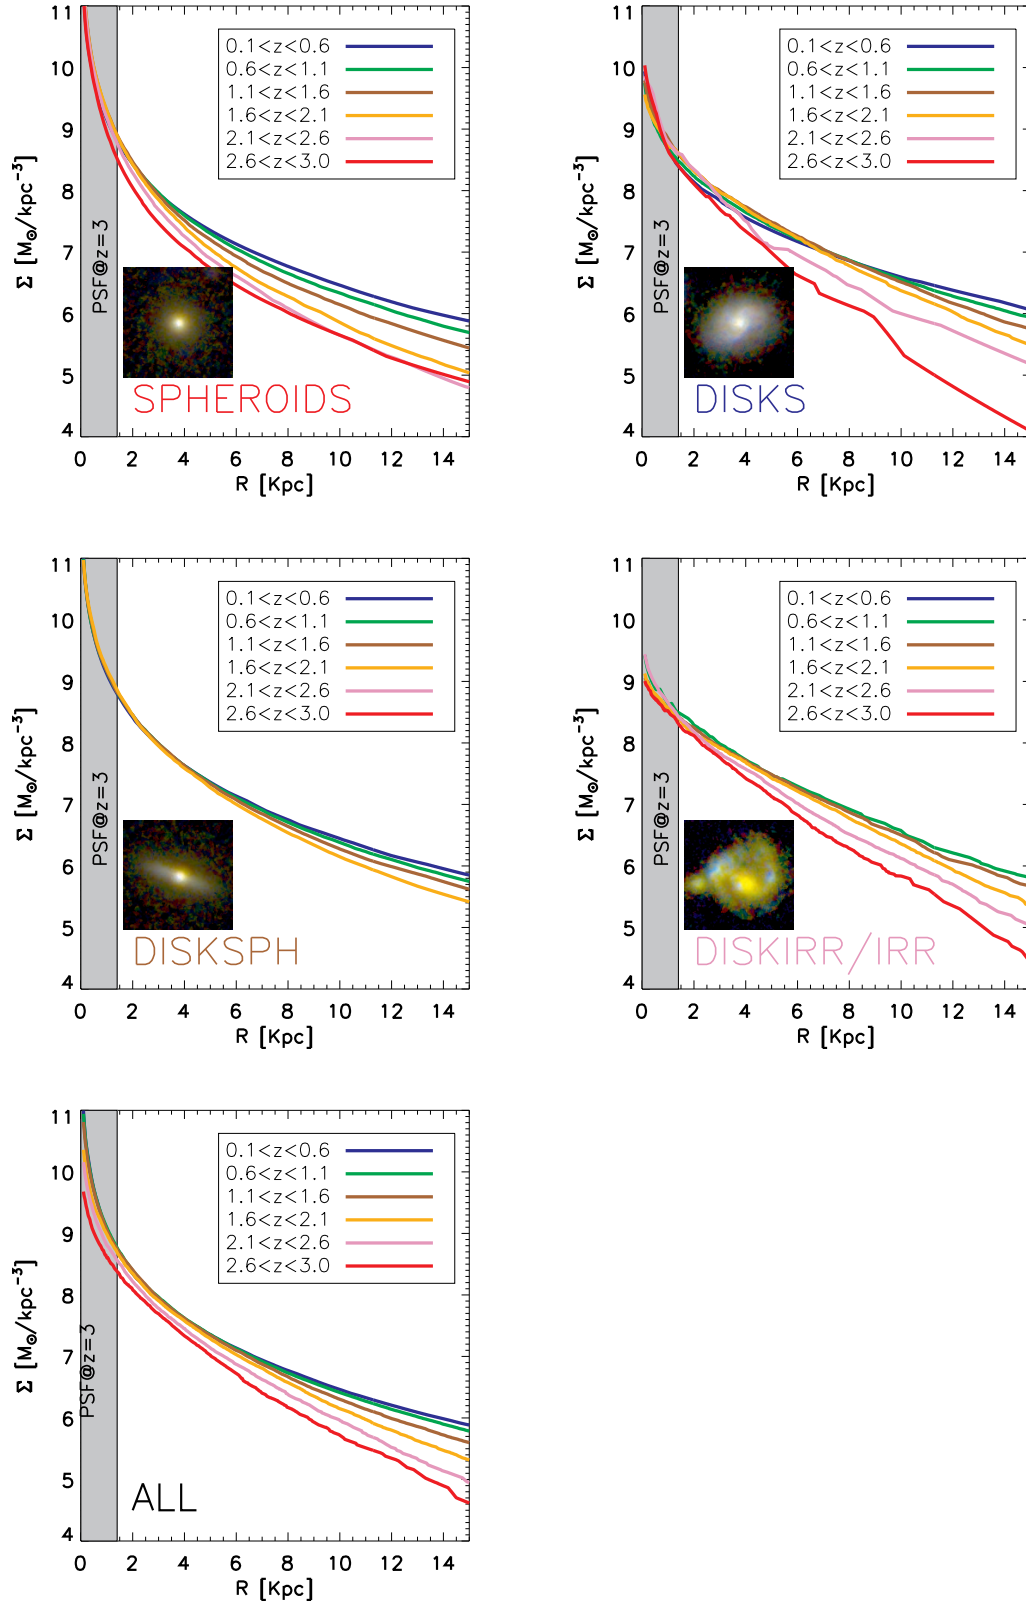 11
10
9
8
7
6
5
4
Σ [M⊙/kpc⁻³]
PSF@z=3
0.1<z<0.6
0.6<z<1.1
1.1<z<1.6
1.6<z<2.1
2.1<z<2.6
2.6<z<3.0
SPHEROIDS
0 2 4 6 8 10 12 14
R [Kpc]
11
10
9
8
7
6
5
4
Σ [M⊙/kpc⁻³]
PSF@z=3
0.1<z<0.6
0.6<z<1.1
1.1<z<1.6
1.6<z<2.1
2.1<z<2.6
2.6<z<3.0
DISKS
0 2 4 6 8 10 12 14
R [Kpc]
11
10
9
8
7
6
5
4
Σ [M⊙/kpc⁻³]
PSF@z=3
0.1<z<0.6
0.6<z<1.1
1.1<z<1.6
1.6<z<2.1
2.1<z<2.6
2.6<z<3.0
DISKSPH
0 2 4 6 8 10 12 14
R [Kpc]
11
10
9
8
7
6
5
4
Σ [M⊙/kpc⁻³]
PSF@z=3
0.1<z<0.6
0.6<z<1.1
1.1<z<1.6
1.6<z<2.1
2.1<z<2.6
2.6<z<3.0
DISKIRR/IRR
0 2 4 6 8 10 12 14
R [Kpc]
11
10
9
8
7
6
5
4
Σ [M⊙/kpc⁻³]
PSF@z=3
0.1<z<0.6
0.6<z<1.1
1.1<z<1.6
1.6<z<2.1
2.1<z<2.6
2.6<z<3.0
ALL
0 2 4 6 8 10 12 14
R [Kpc]